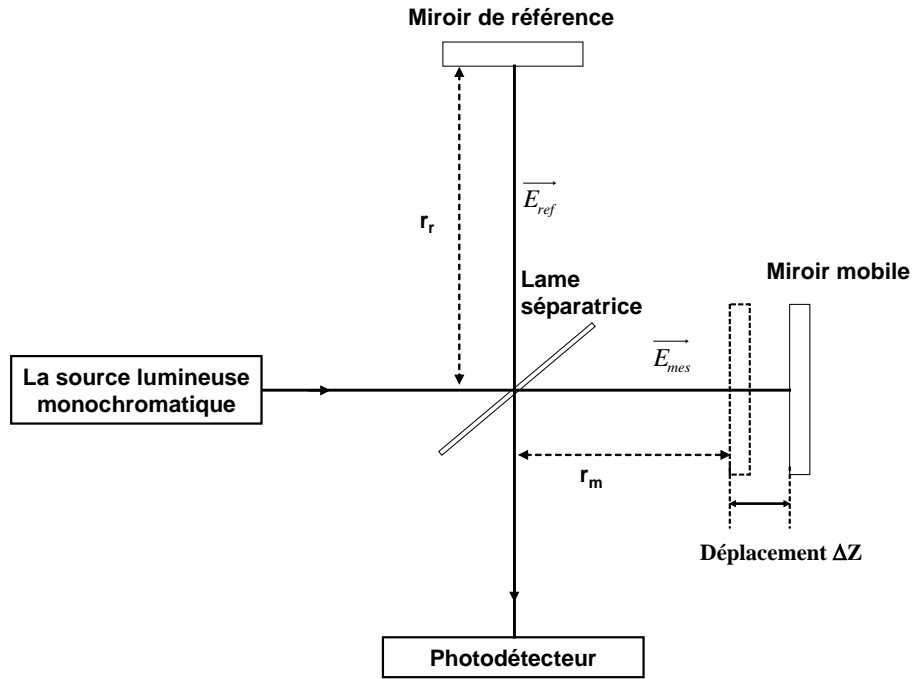 Miroir de référence
r_r
E_ref
Lame
séparatrice
Miroir mobile
E_mes
La source lumineuse
monochromatique
r_m
Déplacement ΔZ
Photodétecteur